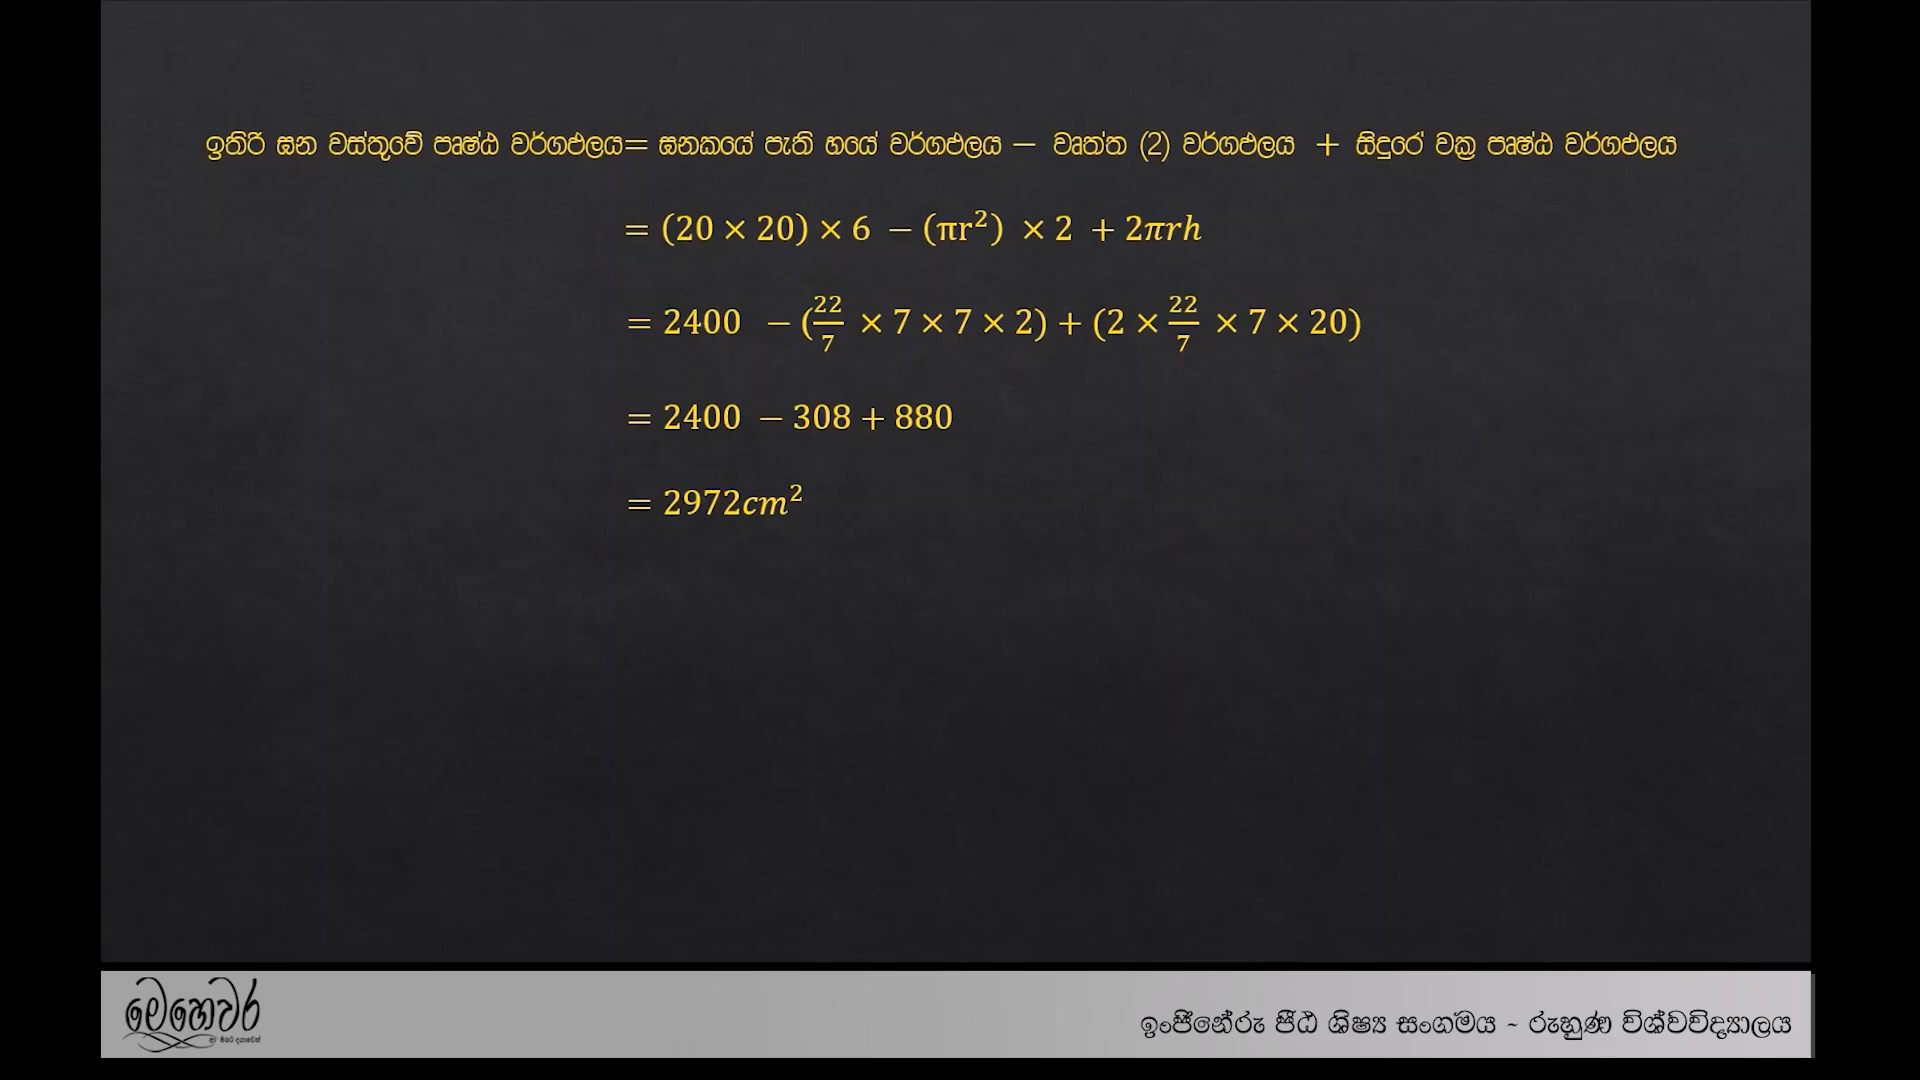 ඉතිරි ඝන වස්තුවේ පෘෂ්ඨ වර්ගඵලය= ඝනකයේ පැති හයේ වර්ගඵලය − වෘත්ත (2) වර්ගඵලය + සිදුරේ වක්‍ර පෘෂ්ඨ වර්ගඵලය
= (20 × 20) × 6 − (πr²) × 2 + 2πrh
= 2400 − (22/7 × 7 × 7 × 2) + (2 × 22/7 × 7 × 20)
= 2400 − 308 + 880
= 2972cm²
මෙහෙවර
ඉංජිනේරු පීඨ ශිෂ්‍ය සංගමය ~ රුහුණ විශ්වවිද්‍යාලය